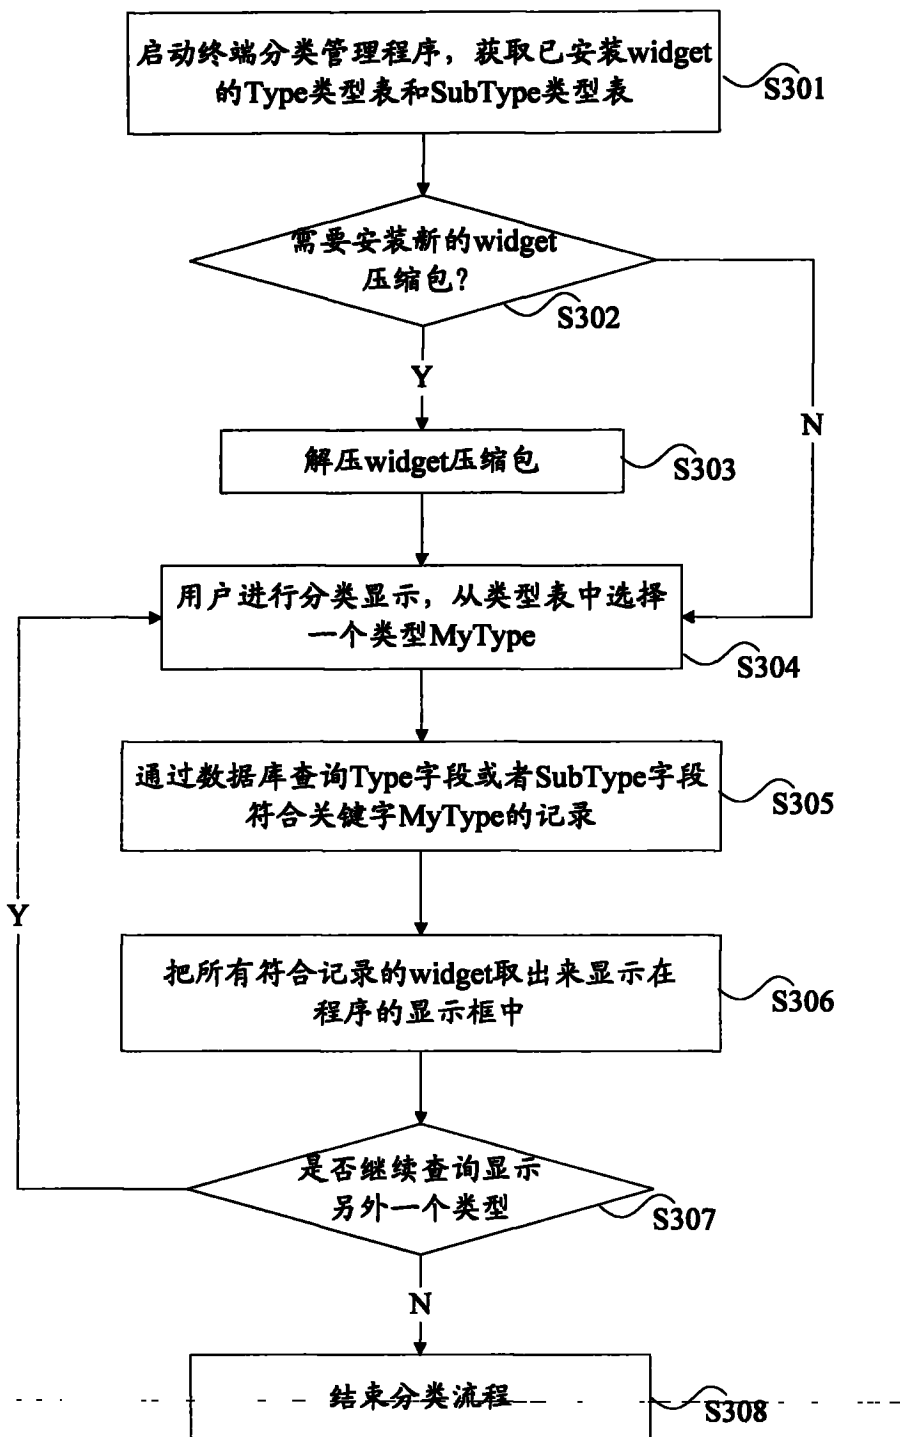 启动终端分类管理程序，获取已安装widget
的Type类型表和SubType类型表
S301
需要安装新的widget
压缩包？
S302
Y
N
解压widget压缩包
S303
用户进行分类显示，从类型表中选择
一个类型MyType
S304
通过数据库查询Type字段或者SubType字段
符合关键字MyType的记录
S305
Y
把所有符合记录的widget取出来显示在
程序的显示框中
S306
是否继续查询显示
另外一个类型
S307
N
结束分类流程
S308